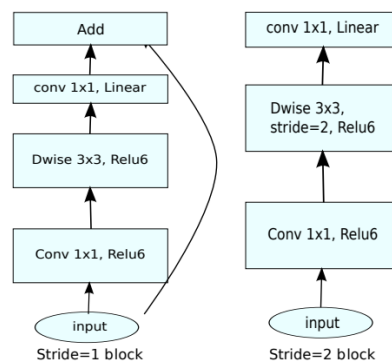 Add
conv 1x1, Linear
Dwise 3x3, Relu6
Conv 1x1, Relu6
input
Stride=1 block
conv 1x1, Linear
Dwise 3x3,
stride=2, Relu6
Conv 1x1, Relu6
input
Stride=2 block